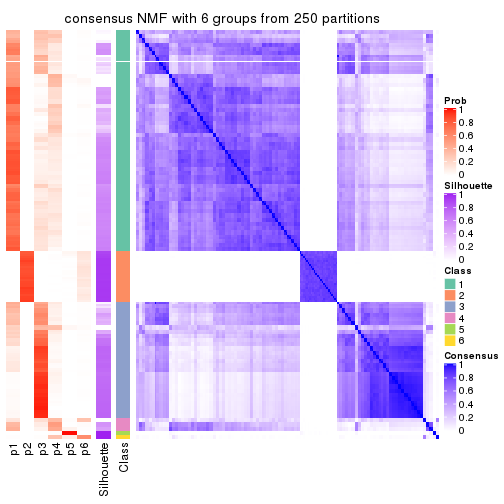 consensus NMF with 6 groups from 250 partitions
Prob
1
0.8
0.6
0.4
0.2
0
Silhouette
1
0.8
0.6
0.4
0.2
0
Class
1
2
3
4
5
6
Consensus
1
0.8
0.6
0.4
0.2
0
p1
p2
p3
p4
p5
p6
Silhouette
Class